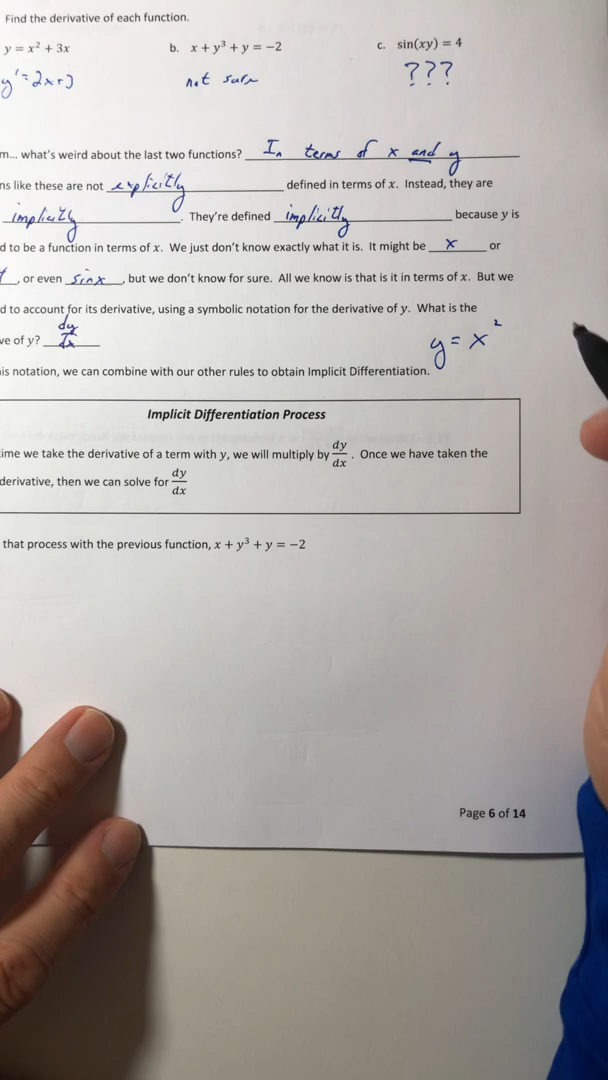 Find the derivative of each function.
y = x² + 3x b. x + y³ + y = −2 c. sin(xy) = 4
y' = 2x+3 not sure ???
m... what's weird about the last two functions? In terms of x and y
ns like these are not explicitly defined in terms of x. Instead, they are
implicitly. They're defined implicitly because y is
d to be a function in terms of x. We just don't know exactly what it is. It might be x or
, or even sinx, but we don't know for sure. All we know is that is it in terms of x. But we
d to account for its derivative, using a symbolic notation for the derivative of y. What is the
ve of y? dy/dx
y = x²
is notation, we can combine with our other rules to obtain Implicit Differentiation.
Implicit Differentiation Process
ime we take the derivative of a term with y, we will multiply by dy/dx. Once we have taken the
derivative, then we can solve for dy/dx
that process with the previous function, x + y³ + y = −2
Page 6 of 14